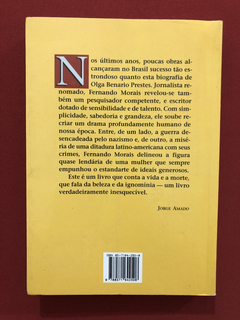 Nos últimos anos, poucas obras al-
cançaram no Brasil sucesso tão es-
trondoso quanto esta biografia de
Olga Benario Prestes. Jornalista re-
nomado, Fernando Morais revelou-se tam-
bém um pesquisador competente, e escritor
dotado de sensibilidade e de talento. Com sim-
plicidade, sabedoria e grandeza, ele soube re-
criar um drama profundamente humano de
nossa época. Entre, de um lado, a guerra de-
sencadeada pelo nazismo e, de outro, a misé-
ria de uma ditadura latino-americana com seus
crimes, Fernando Morais delineou a figura
quase lendária de uma mulher que sempre
empunhou o estandarte de ideais generosos.
Este é um livro que conta a vida e a morte,
que fala da beleza e da ignomínia — um livro
verdadeiramente inesquecível.
JORGE AMADO